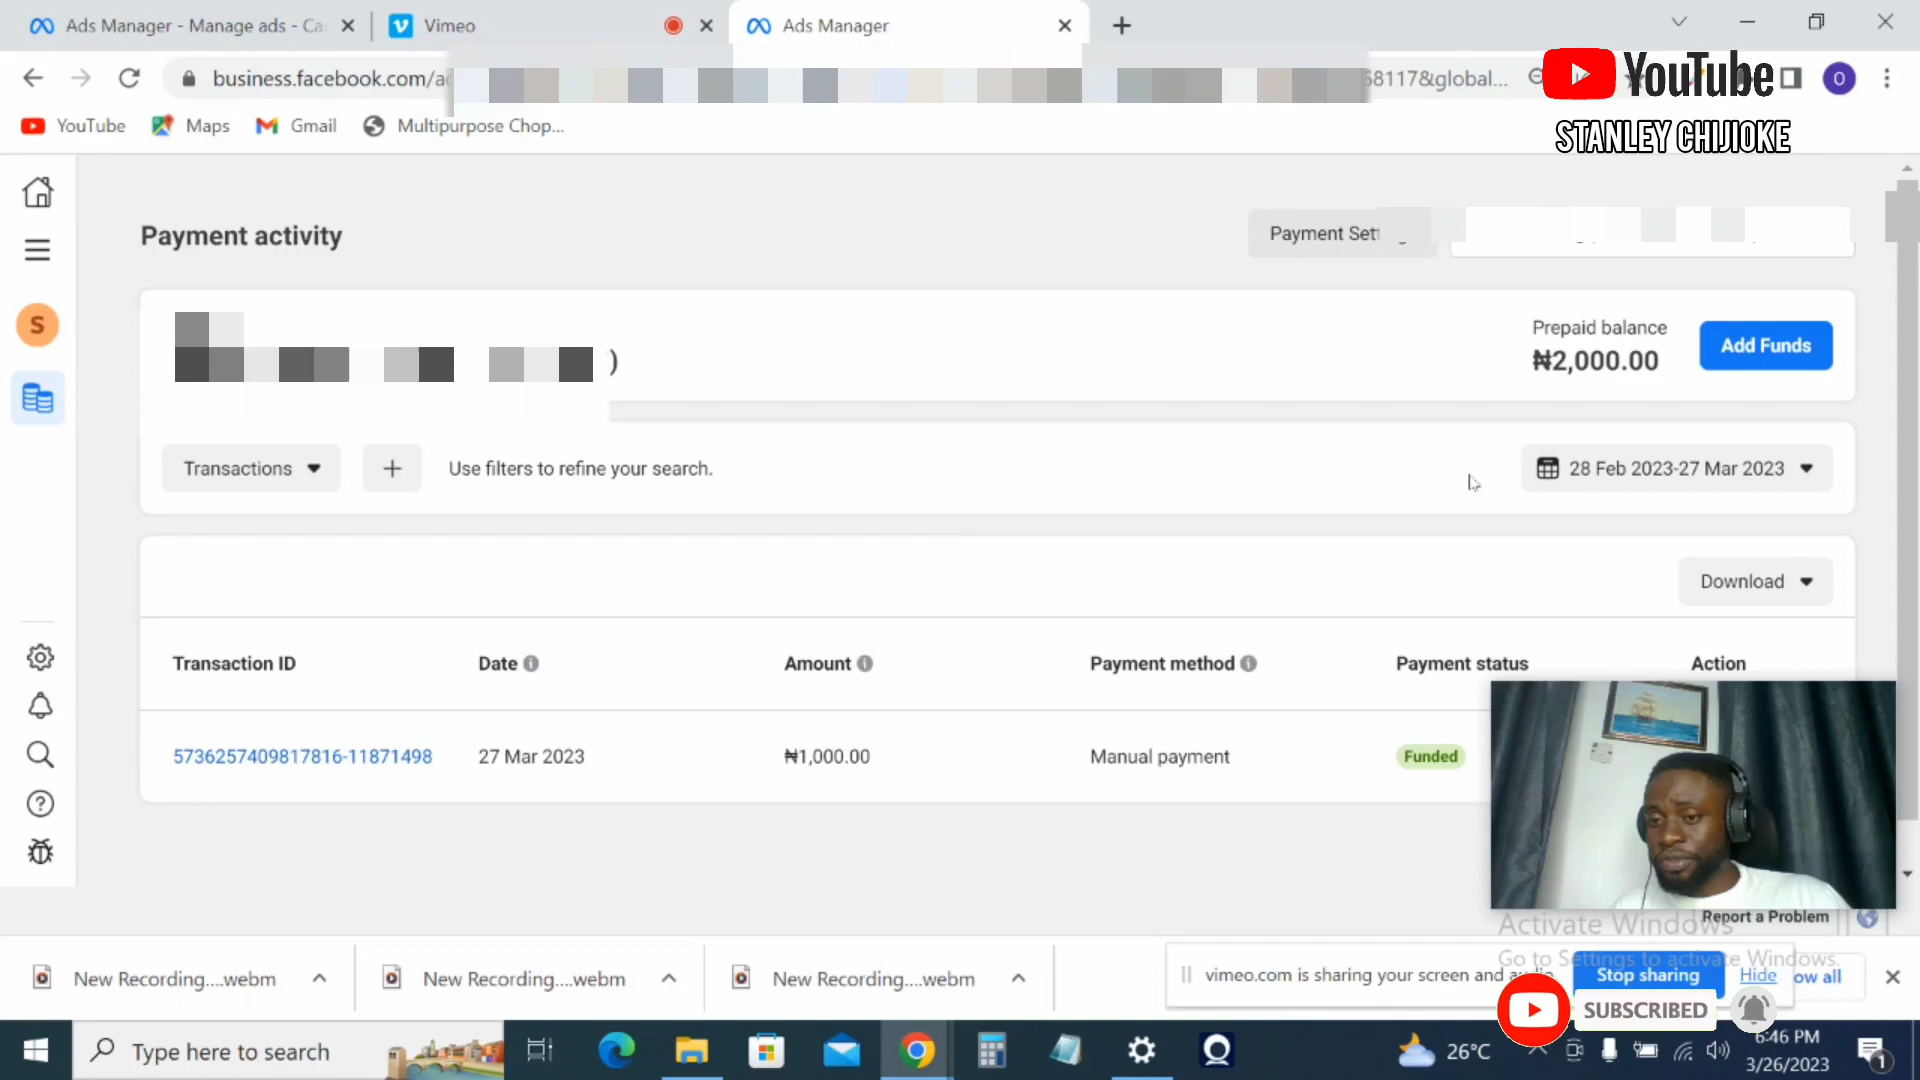 Ads Manager - Manage ads - Ca
Vimeo
Ads Manager
business.facebook.com/a
68117&global...
YouTube
STANLEY CHIJIOKE
YouTube
Maps
Gmail
Multipurpose Chop...
Payment activity
Payment Sett
S
)
Prepaid balance
₦2,000.00
Add Funds
Transactions
Use filters to refine your search.
28 Feb 2023-27 Mar 2023
Download
Transaction ID
Date
Amount
Payment method
Payment status
Action
5736257409817816-11871498
27 Mar 2023
₦1,000.00
Manual payment
Funded
Report a Problem
Activate Windows
Go to Settings to activate Windows.
New Recording....webm
New Recording....webm
New Recording....webm
vimeo.com is sharing your screen and audio.
Stop sharing
Hide
ow all
SUBSCRIBED
Type here to search
26°C
6:46 PM
3/26/2023
1
O